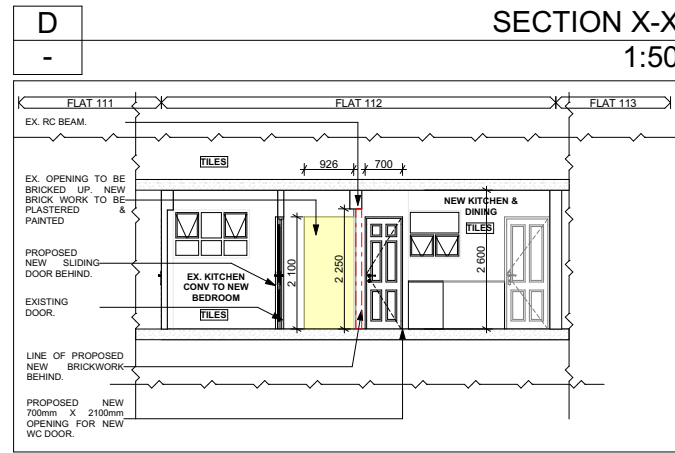 D
SECTION X-X
-
1:50
FLAT 111
FLAT 112
FLAT 113
EX. RC BEAM.
TILES
926
700
EX. OPENING TO BE
BRICKED UP. NEW
BRICK WORK TO BE
PLASTERED &
PAINTED
NEW KITCHEN &
DINING
TILES
PROPOSED
NEW SLIDING
DOOR BEHIND.
2 100
2 250
2 600
EX. KITCHEN
CONV TO NEW
BEDROOM
TILES
EXISTING
DOOR.
LINE OF PROPOSED
NEW BRICKWORK
BEHIND.
PROPOSED NEW
700mm X 2100mm
OPENING FOR NEW
WC DOOR.